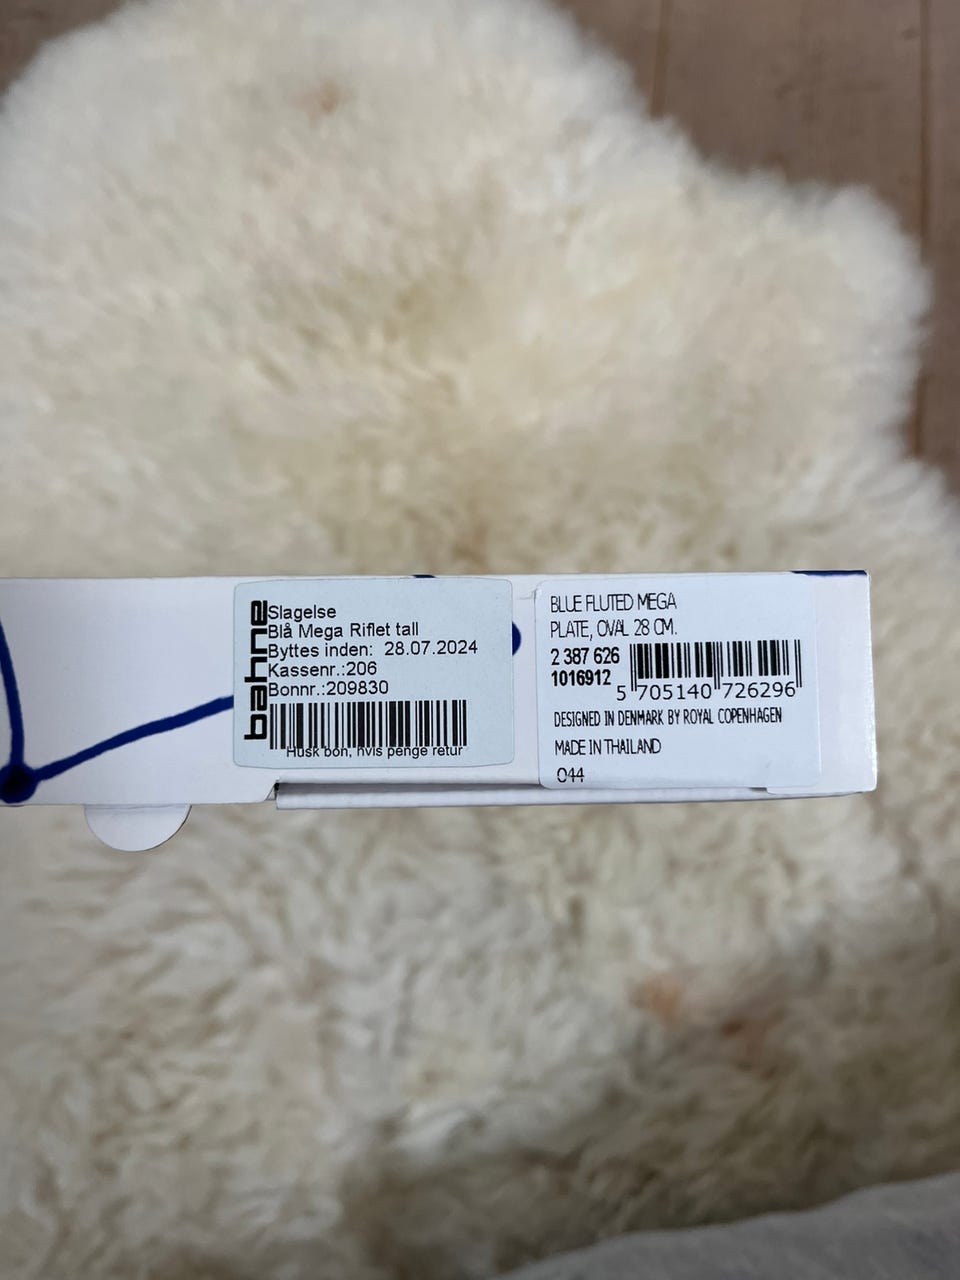 bahne
Slagelse
Blå Mega Riflet tall
Byttes inden: 28.07.2024
Kassenr.:206
Bonnr.:209830
Husk bon, hvis penge retur
BLUE FLUTED MEGA
PLATE, OVAL 28 CM.
2 387 626
1016912
5 705140 726296
DESIGNED IN DENMARK BY ROYAL COPENHAGEN
MADE IN THAILAND
044